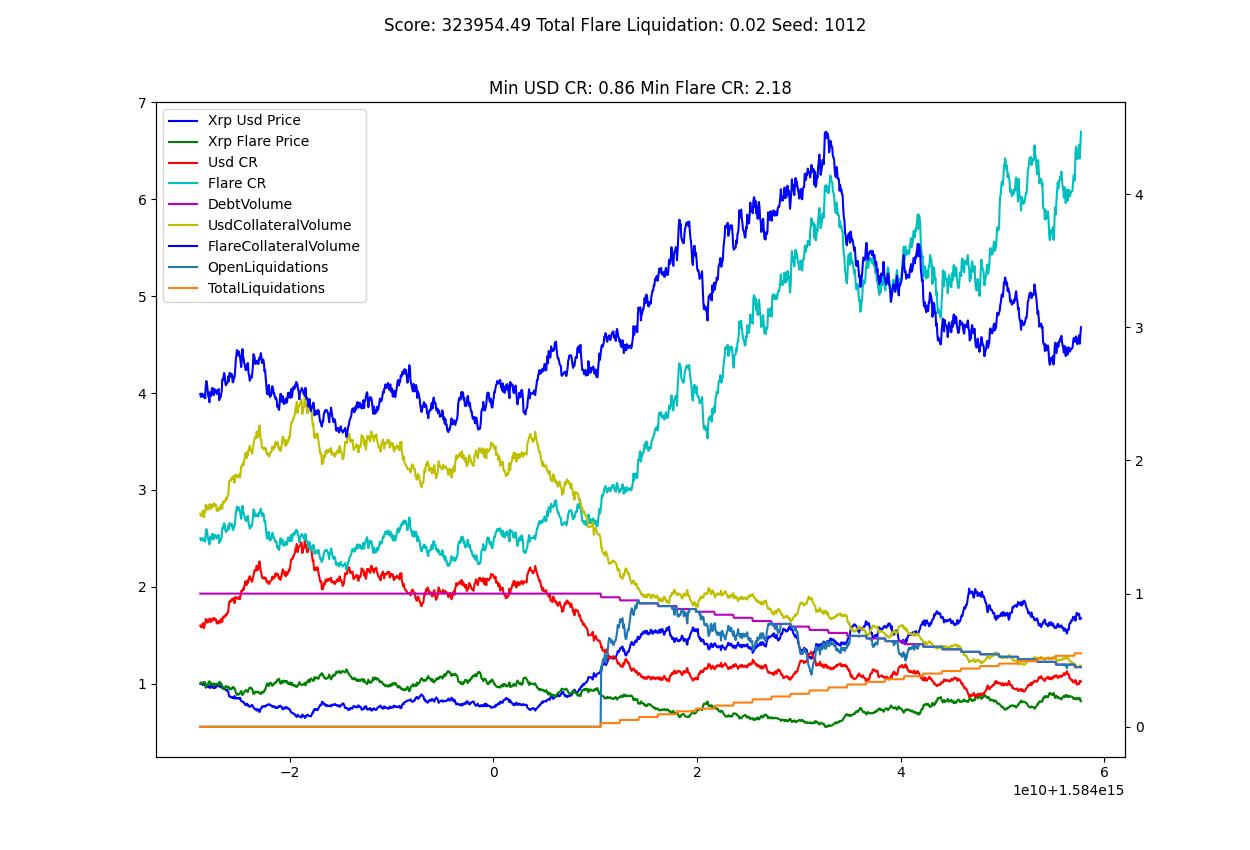 Score: 323954.49 Total Flare Liquidation: 0.02 Seed: 1012
Min USD CR: 0.86 Min Flare CR: 2.18
Xrp Usd Price
Xrp Flare Price
Usd CR
Flare CR
DebtVolume
UsdCollateralVolume
FlareCollateralVolume
OpenLiquidations
TotalLiquidations
7
6
5
4
3
2
1
4
3
2
1
0
−2
0
2
4
6
1e10+1.584e15